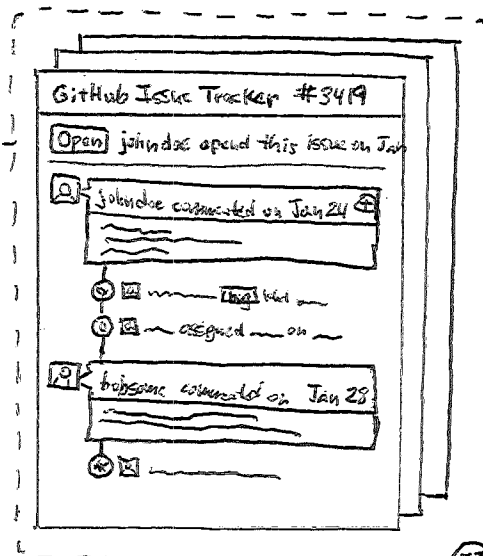 GitHub Issue Tracker #3419
Open johndoe opend this issue on Jan
johndoe commented on Jan 24
bug
assigned on
commented on Jan 28